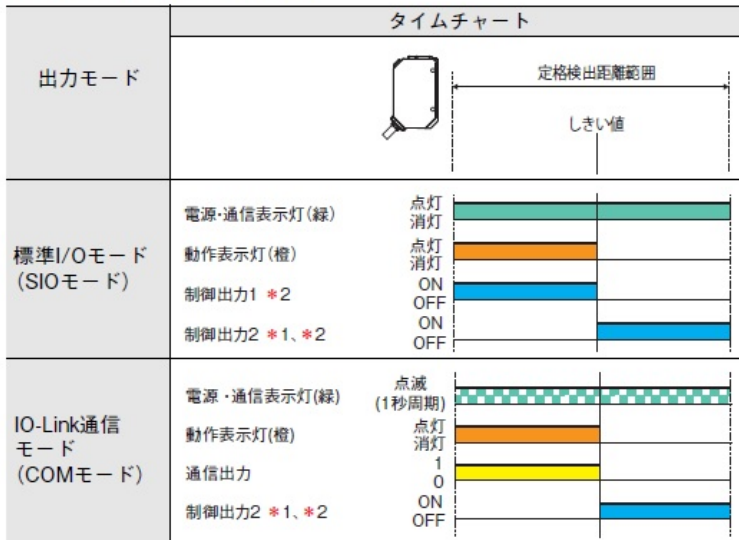 タイムチャート
出力モード
定格検出距離範囲
しきい値
標準I/Oモード
(SIOモード)
電源・通信表示灯(緑)
点灯
消灯
動作表示灯(橙)
点灯
消灯
制御出力1 *2
ON
OFF
制御出力2 *1、*2
ON
OFF
IO-Link通信
モード
(COMモード)
電源・通信表示灯(緑)
点滅
(1秒周期)
動作表示灯(橙)
点灯
消灯
通信出力
1
0
制御出力2 *1、*2
ON
OFF